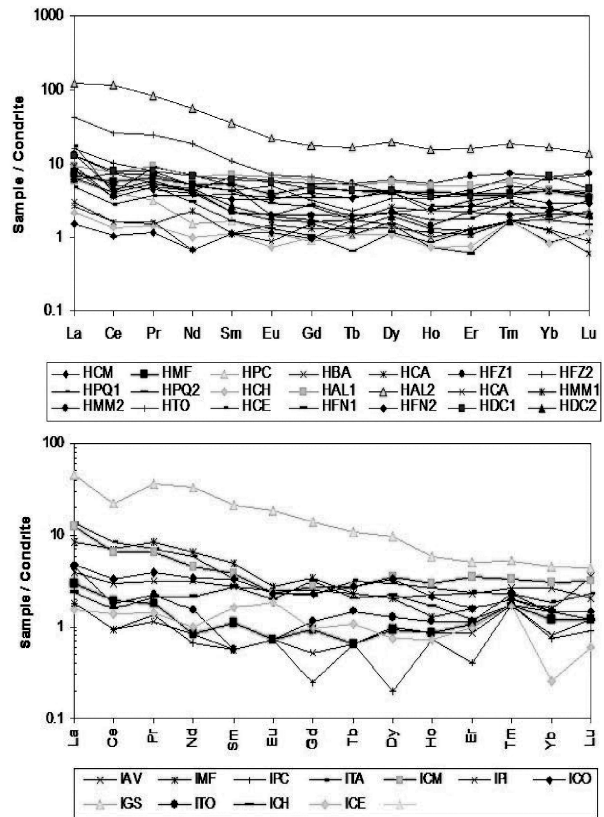 1000
100
10
1
0.1
Sample / Condrite
La Ce Pr Nd Sm Eu Gd Tb Dy Ho Er Tm Yb Lu
HCM HMF HPC HBA HCA HFZ1 HFZ2
HPQ1 HPQ2 HCH HAL1 HAL2 HCA HMM1
HMM2 HTO HCE HFN1 HFN2 HDC1 HDC2
100
10
1
0.1
Sample / Condrite
La Ce Pr Nd Sm Eu Gd Tb Dy Ho Er Tm Yb Lu
IAV IMF IPC ITA ICM IPI ICO
IGS ITO ICH ICE